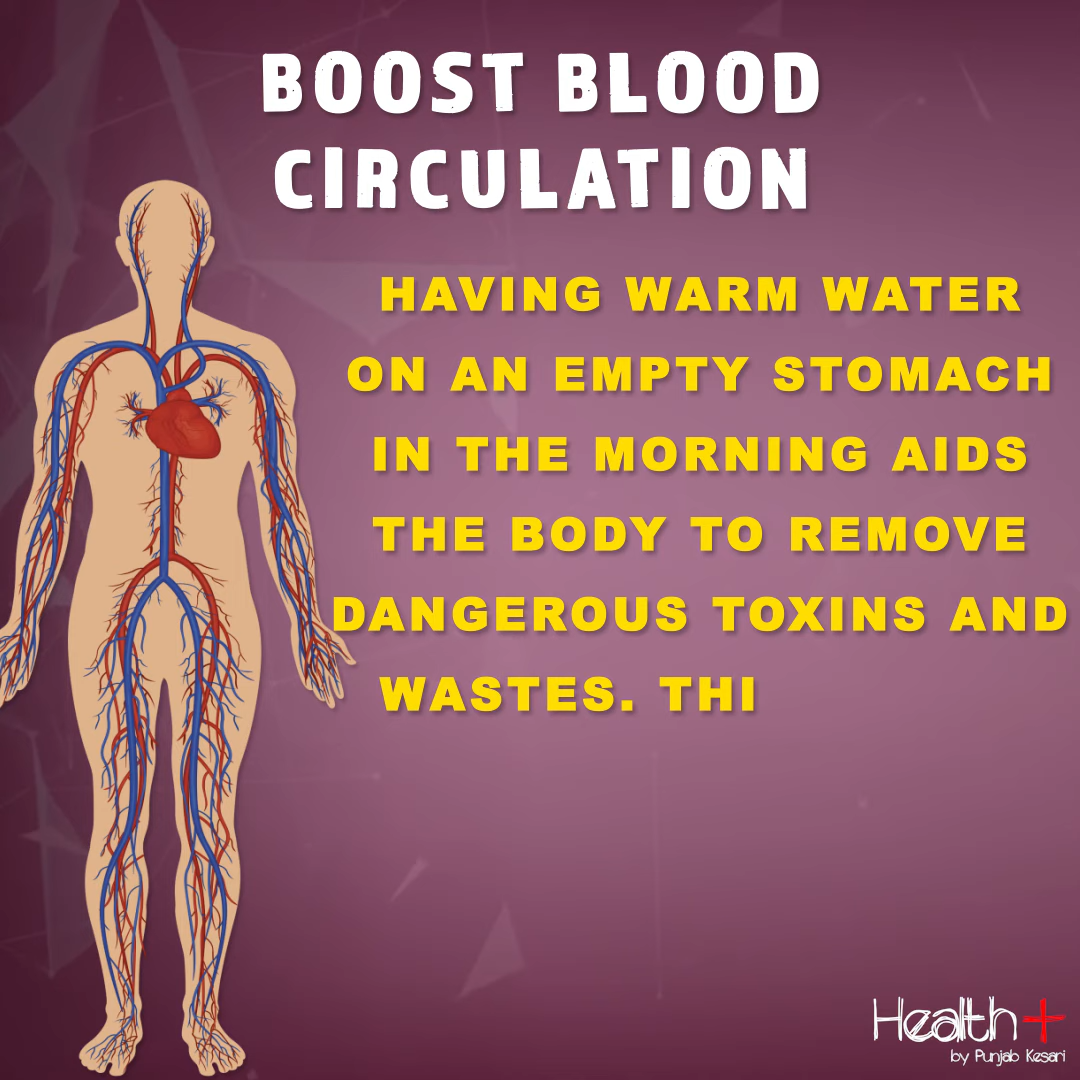 BOOST BLOOD
CIRCULATION
HAVING WARM WATER
ON AN EMPTY STOMACH
IN THE MORNING AIDS
THE BODY TO REMOVE
DANGEROUS TOXINS AND
WASTES. THI
Health+
by Punjab Kesari